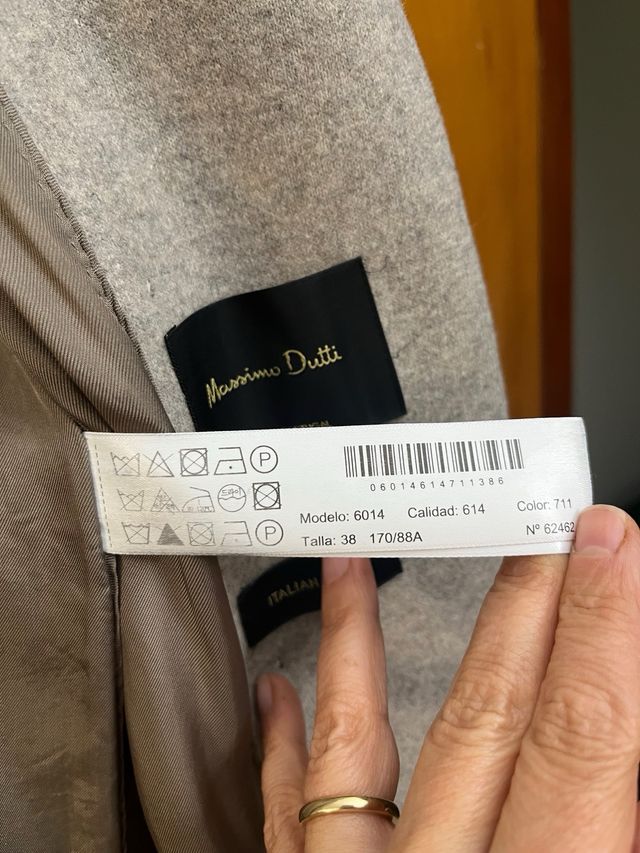 Massimo Dutti
P
06014614711386
Modelo: 6014 Calidad: 614 Color: 711
Talla: 38 170/88A Nº 62462
P
ITALIAN